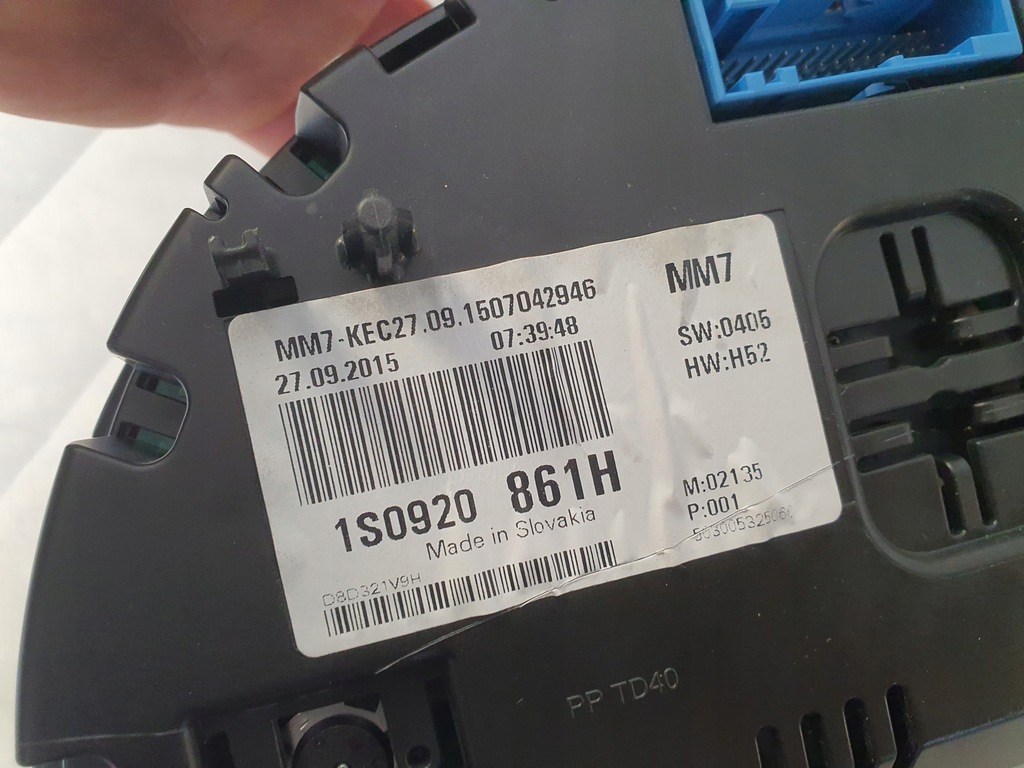 MM7-KEC27.09.1507042946
27.09.2015 07:39:48
1S0920 861H
Made in Slovakia
D8D321V9H
MM7
SW:0405
HW:H52
M:02135
P:001
PP TD40